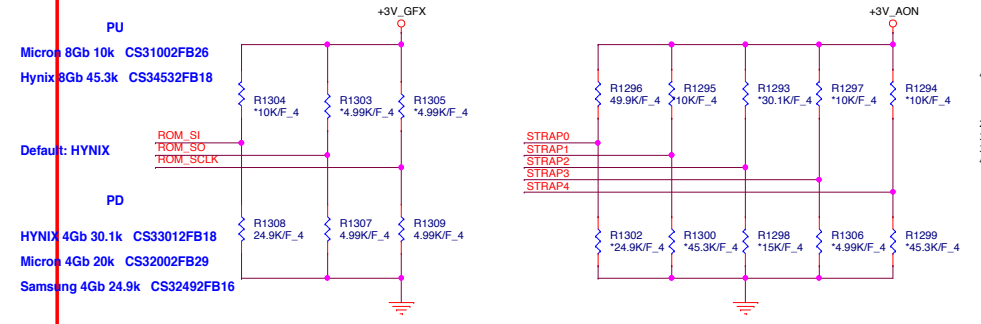 +3V_GFX
+3V_AON
PU
Micron 8Gb 10k CS31002FB26
Hynix 8Gb 45.3k CS34532FB18
R1304
*10K/F_4
R1303
*4.99K/F_4
R1305
*4.99K/F_4
R1296
49.9K/F_4
R1295
*10K/F_4
R1293
*30.1K/F_4
R1297
*10K/F_4
R1294
*10K/F_4
ROM_SI
ROM_SO
ROM_SCLK
Default: HYNIX
STRAP0
STRAP1
STRAP2
STRAP3
STRAP4
PD
HYNIX 4Gb 30.1k CS33012FB18
Micron 4Gb 20k CS32002FB29
Samsung 4Gb 24.9k CS32492FB16
R1308
24.9K/F_4
R1307
4.99K/F_4
R1309
4.99K/F_4
R1302
*24.9K/F_4
R1300
*45.3K/F_4
R1298
*15K/F_4
R1306
*4.99K/F_4
R1299
*45.3K/F_4